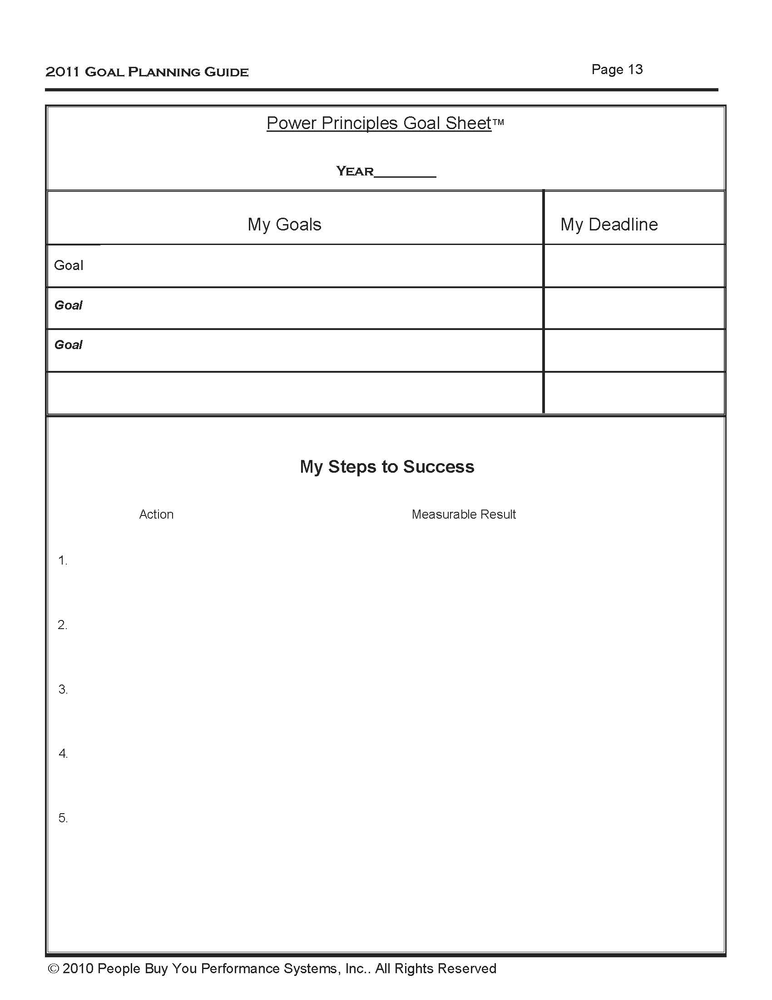 2011 Goal Planning Guide Page 13
Power Principles Goal Sheet™
Year________
My Goals My Deadline
Goal
Goal
Goal
My Steps to Success
Action Measurable Result
1.
2.
3.
4.
5.
© 2010 People Buy You Performance Systems, Inc.. All Rights Reserved